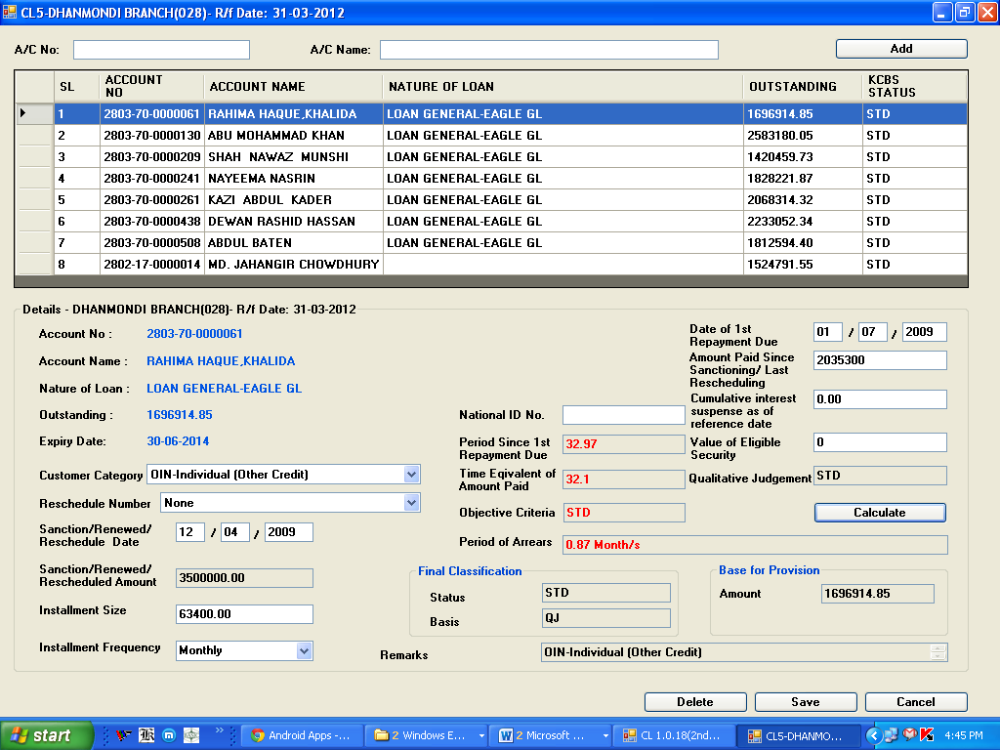 CL5-DHANMONDI BRANCH(028)- R/f Date: 31-03-2012
A/C No: A/C Name: Add
SL ACCOUNT NO ACCOUNT NAME NATURE OF LOAN OUTSTANDING KCBS STATUS
1 2803-70-0000061 RAHIMA HAQUE,KHALIDA LOAN GENERAL-EAGLE GL 1696914.85 STD
2 2803-70-0000130 ABU MOHAMMAD KHAN LOAN GENERAL-EAGLE GL 2583180.05 STD
3 2803-70-0000209 SHAH NAWAZ MUNSHI LOAN GENERAL-EAGLE GL 1420459.73 STD
4 2803-70-0000241 NAYEEMA NASRIN LOAN GENERAL-EAGLE GL 1828221.87 STD
5 2803-70-0000261 KAZI ABDUL KADER LOAN GENERAL-EAGLE GL 2068314.32 STD
6 2803-70-0000438 DEWAN RASHID HASSAN LOAN GENERAL-EAGLE GL 2233052.34 STD
7 2803-70-0000508 ABDUL BATEN LOAN GENERAL-EAGLE GL 1812594.40 STD
8 2802-17-0000014 MD. JAHANGIR CHOWDHURY 1524791.55 STD
Details - DHANMONDI BRANCH(028)- R/f Date: 31-03-2012
Account No : 2803-70-0000061
Account Name : RAHIMA HAQUE,KHALIDA
Nature of Loan : LOAN GENERAL-EAGLE GL
Outstanding : 1696914.85
Expiry Date: 30-06-2014
Customer Category OIN-Individual (Other Credit)
Reschedule Number None
Sanction/Renewed/
Reschedule Date 12 / 04 / 2009
Sanction/Renewed/
Rescheduled Amount 3500000.00
Installment Size 63400.00
Installment Frequency Monthly
National ID No.
Period Since 1st
Repayment Due 32.97
Time Eqivalent of
Amount Paid 32.1
Objective Criteria STD
Period of Arrears 0.87 Month/s
Date of 1st
Repayment Due 01 / 07 / 2009
Amount Paid Since
Sanctioning/ Last
Rescheduling 2035300
Cumulative interest
suspense as of
reference date 0.00
Value of Eligible
Security 0
Qualitative Judgement STD
Calculate
Final Classification
Status STD
Basis QJ
Base for Provision
Amount 1696914.85
Remarks OIN-Individual (Other Credit)
Delete Save Cancel
start Android Apps -... 2 Windows E... 2 Microsoft ... CL 1.0.18(2nd... CL5-DHANMO... 4:45 PM